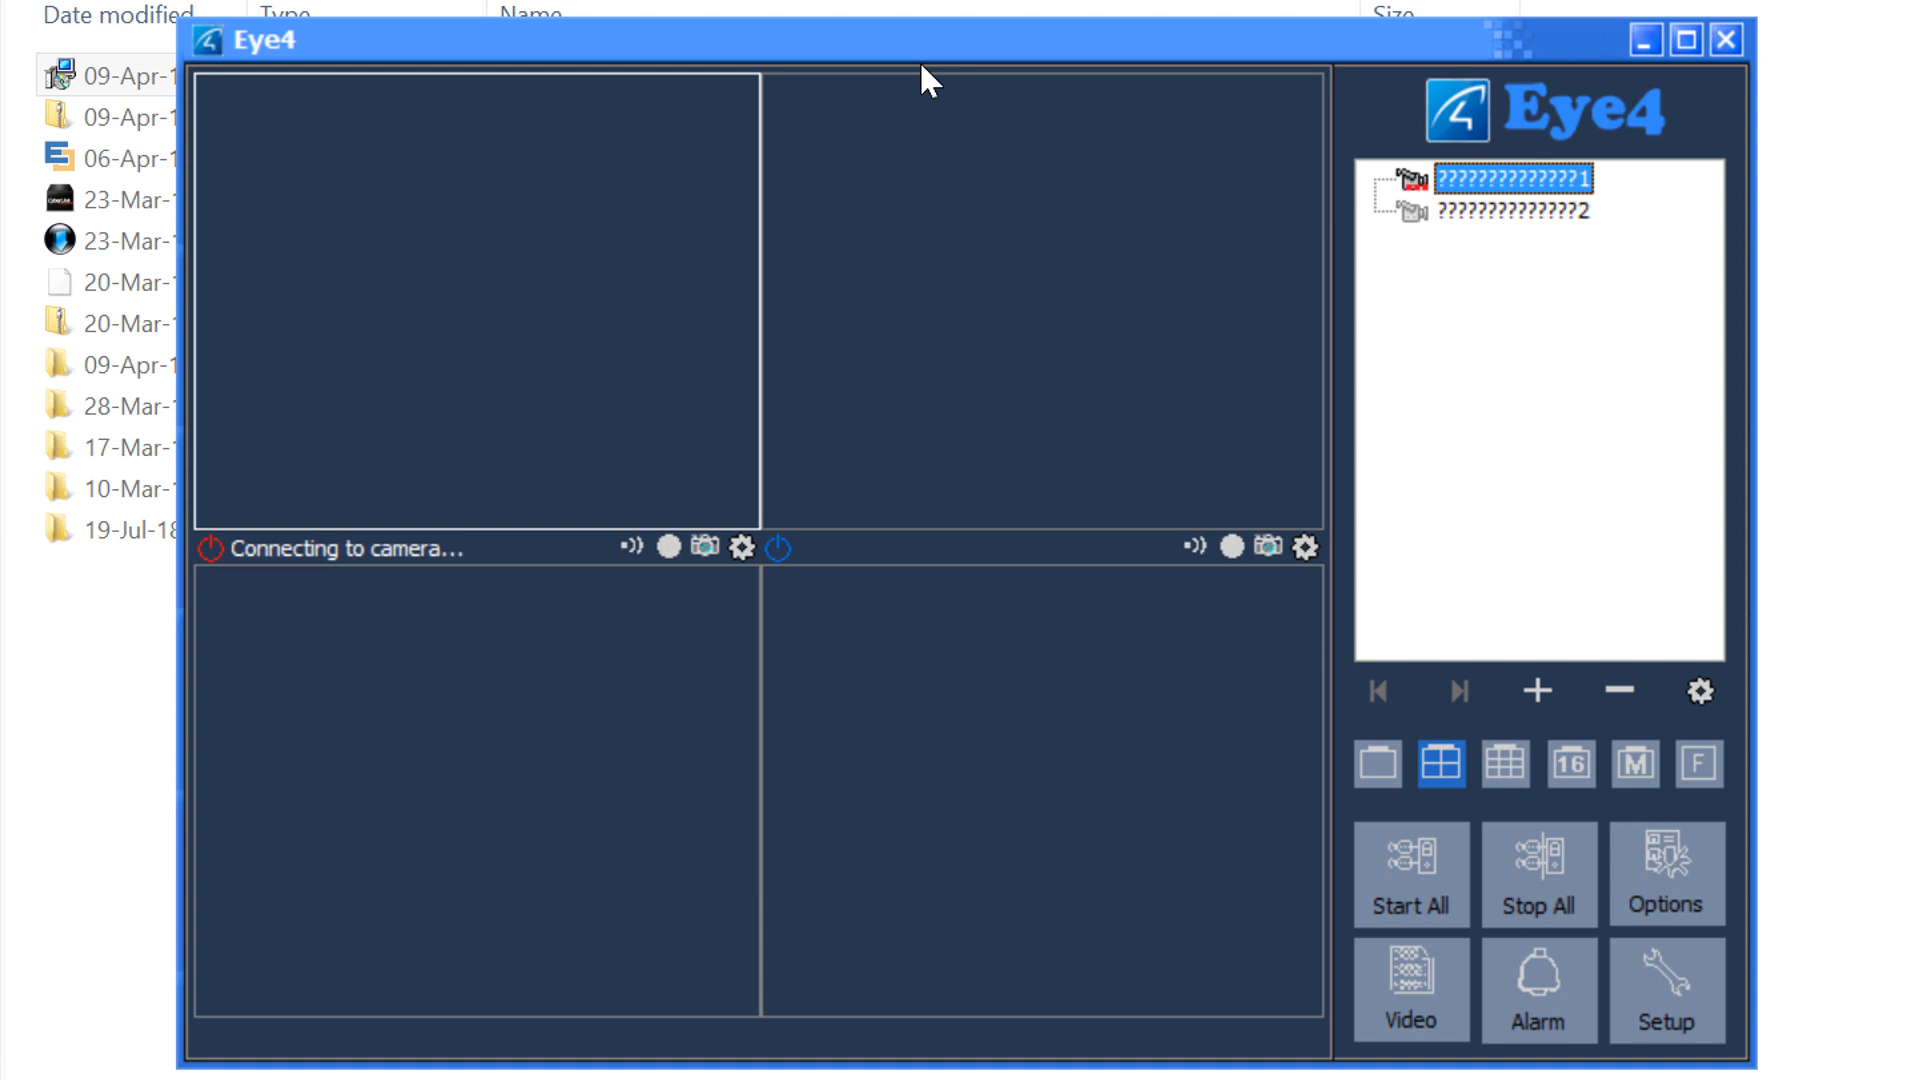 Date modified Type Name Size
Eye4
Eye4
09-Apr-1
09-Apr-1
06-Apr-1
23-Mar-1
23-Mar-1
20-Mar-1
20-Mar-1
09-Apr-1
28-Mar-1
17-Mar-1
10-Mar-1
19-Jul-18
??????????????1
??????????????2
Connecting to camera...
16 M F
Start All Stop All Options
Video Alarm Setup